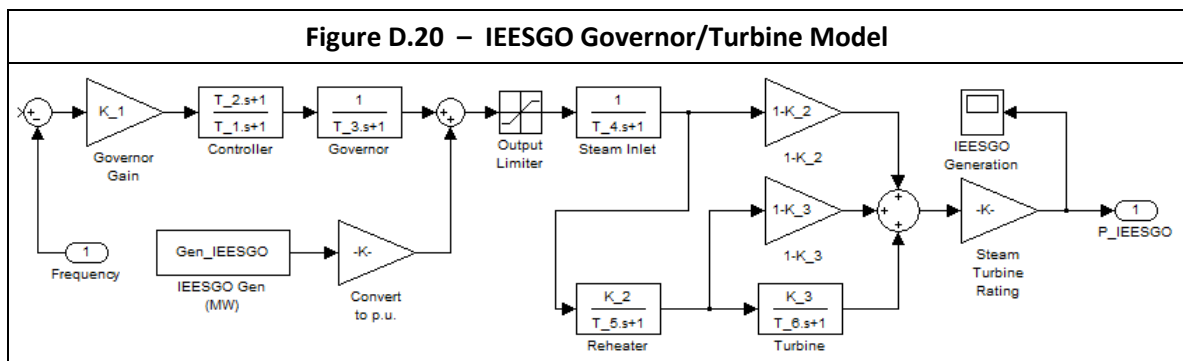 Figure D.20 – IEESGO Governor/Turbine Model
+
-
K_1
Governor
Gain
T_2.s+1
T_1.s+1
Controller
1
T_3.s+1
Governor
+
+
Output
Limiter
1
T_4.s+1
Steam Inlet
1-K_2
1-K_2
IEESGO
Generation
1
Frequency
Gen_IEESGO
IEESGO Gen
(MW)
-K-
Convert
to p.u.
1-K_3
1-K_3
+
+
+
+
-K-
Steam
Turbine
Rating
1
P_IEESGO
K_2
T_5.s+1
Reheater
K_3
T_6.s+1
Turbine